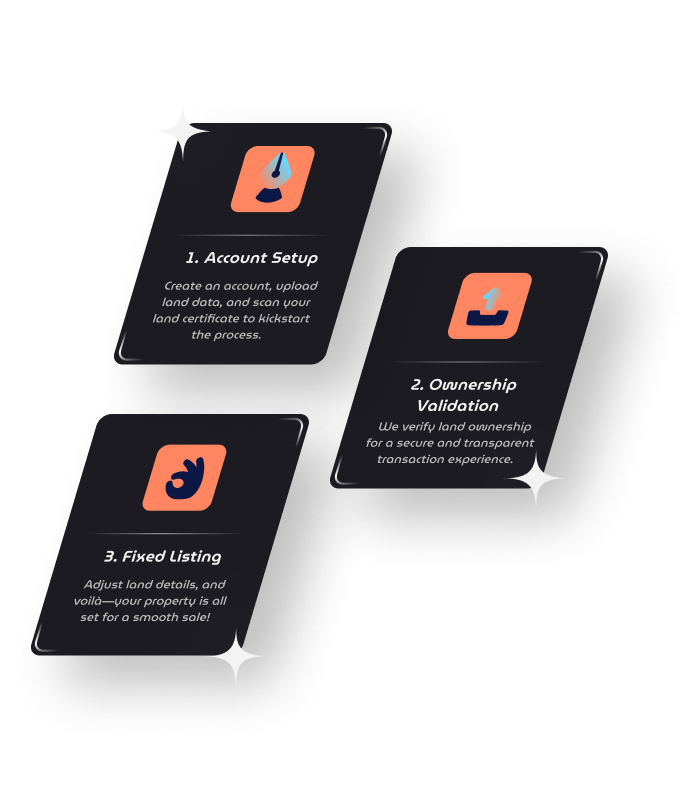 1. Account Setup
Create an account, upload
land data, and scan your
land certificate to kickstart
the process.
2. Ownership
Validation
We verify land ownership
for a secure and transparent
transaction experience.
3. Fixed Listing
Adjust land details, and
voilà—your property is all
set for a smooth sale!